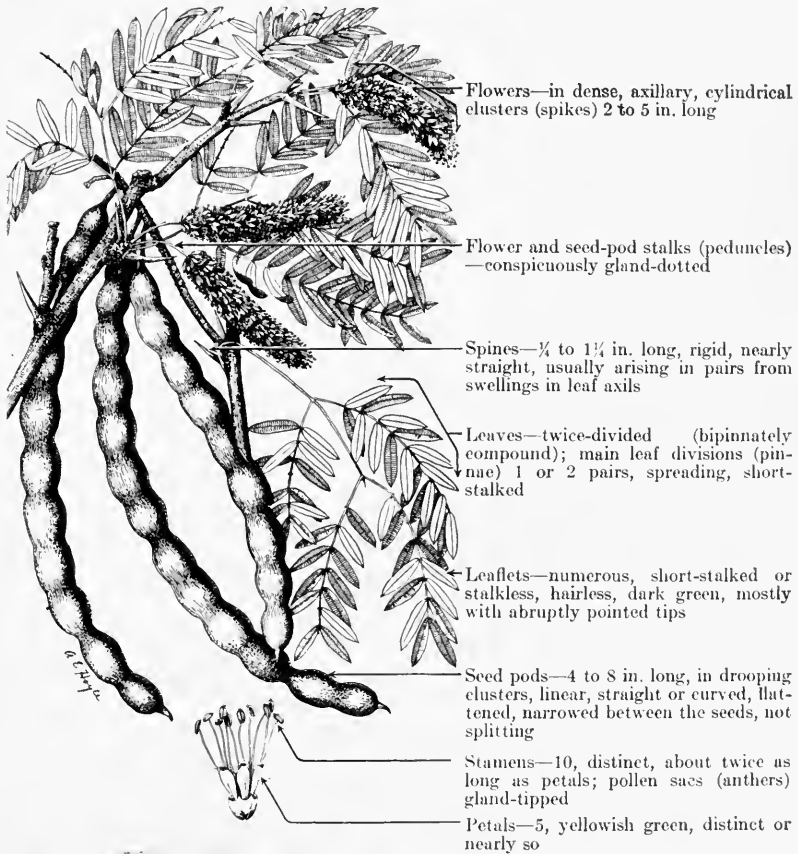 Flowers—in dense, axillary, cylindrical
clusters (spikes) 2 to 5 in. long
Flower and seed-pod stalks (peduncles)
—conspicuously gland-dotted
Spines—¼ to 1¼ in. long, rigid, nearly
straight, usually arising in pairs from
swellings in leaf axils
Leaves—twice-divided (bipinnately
compound); main leaf divisions (pin-
nae) 1 or 2 pairs, spreading, short-
stalked
Leaflets—numerous, short-stalked or
stalkless, hairless, dark green, mostly
with abruptly pointed tips
Seed pods—4 to 8 in. long, in drooping
clusters, linear, straight or curved, flat-
tened, narrowed between the seeds, not
splitting
Stamens—10, distinct, about twice as
long as petals; pollen sacs (anthers)
gland-tipped
Petals—5, yellowish green, distinct or
nearly so
A E Hoyle